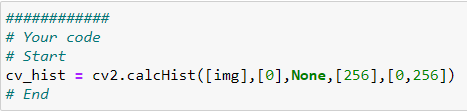 ############
# Your code
# Start
cv_hist = cv2.calcHist([img],[0],None,[256],[0,256])
# End